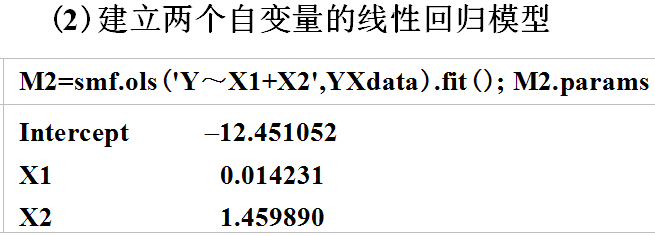 (2)建立两个自变量的线性回归模型
M2=smf.ols('Y～X1+X2',YXdata).fit(); M2.params
Intercept –12.451052
X1 0.014231
X2 1.459890